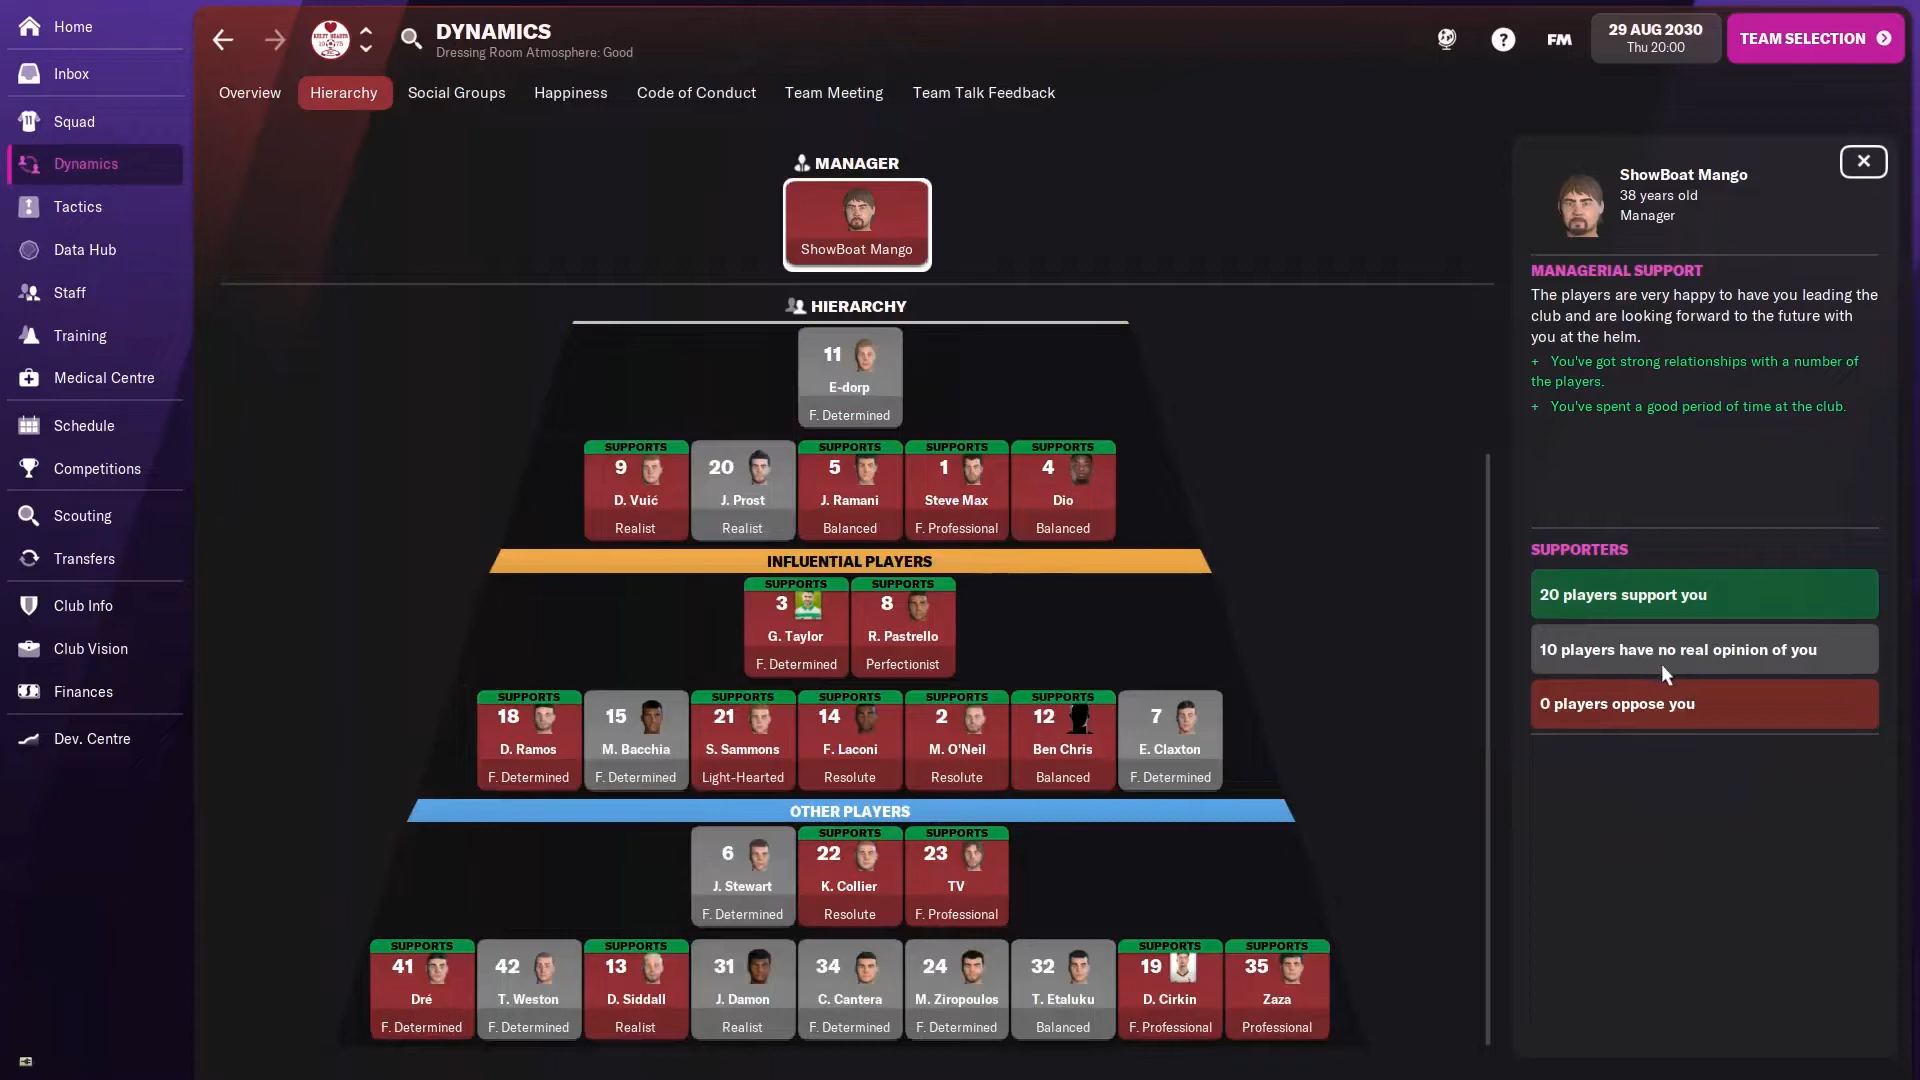 Home
Inbox
Squad
Dynamics
Tactics
Data Hub
Staff
Training
Medical Centre
Schedule
Competitions
Scouting
Transfers
Club Info
Club Vision
Finances
Dev. Centre
DYNAMICS
Dressing Room Atmosphere: Good
FM
29 AUG 2030
Thu 20:00
TEAM SELECTION
Overview
Hierarchy
Social Groups
Happiness
Code of Conduct
Team Meeting
Team Talk Feedback
MANAGER
ShowBoat Mango
HIERARCHY
11
E-dorp
F. Determined
SUPPORTS
9
D. Vuić
Realist
20
J. Prost
Realist
SUPPORTS
5
J. Ramani
Balanced
SUPPORTS
1
Steve Max
F. Professional
SUPPORTS
4
Dio
Balanced
INFLUENTIAL PLAYERS
SUPPORTS
3
G. Taylor
F. Determined
SUPPORTS
8
R. Pastrello
Perfectionist
SUPPORTS
18
D. Ramos
F. Determined
15
M. Bacchia
F. Determined
SUPPORTS
21
S. Sammons
Light-Hearted
SUPPORTS
14
F. Laconi
Resolute
SUPPORTS
2
M. O'Neil
Resolute
SUPPORTS
12
Ben Chris
Balanced
7
E. Claxton
F. Determined
OTHER PLAYERS
6
J. Stewart
F. Determined
SUPPORTS
22
K. Collier
Resolute
SUPPORTS
23
TV
F. Professional
SUPPORTS
41
Dré
F. Determined
42
T. Weston
F. Determined
SUPPORTS
13
D. Siddall
Realist
31
J. Damon
Realist
34
C. Cantera
F. Determined
24
M. Ziropoulos
F. Determined
32
T. Etaluku
Balanced
SUPPORTS
19
D. Cirkin
F. Professional
SUPPORTS
35
Zaza
Professional
ShowBoat Mango
38 years old
Manager
MANAGERIAL SUPPORT
The players are very happy to have you leading the
club and are looking forward to the future with
you at the helm.
+ You've got strong relationships with a number of
the players.
+ You've spent a good period of time at the club.
SUPPORTERS
20 players support you
10 players have no real opinion of you
0 players oppose you